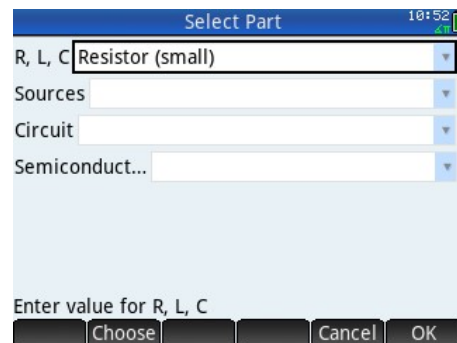 Select Part 10:52
∡π
R, L, C Resistor (small)
Sources
Circuit
Semiconduct...
Enter value for R, L, C
Choose Cancel OK